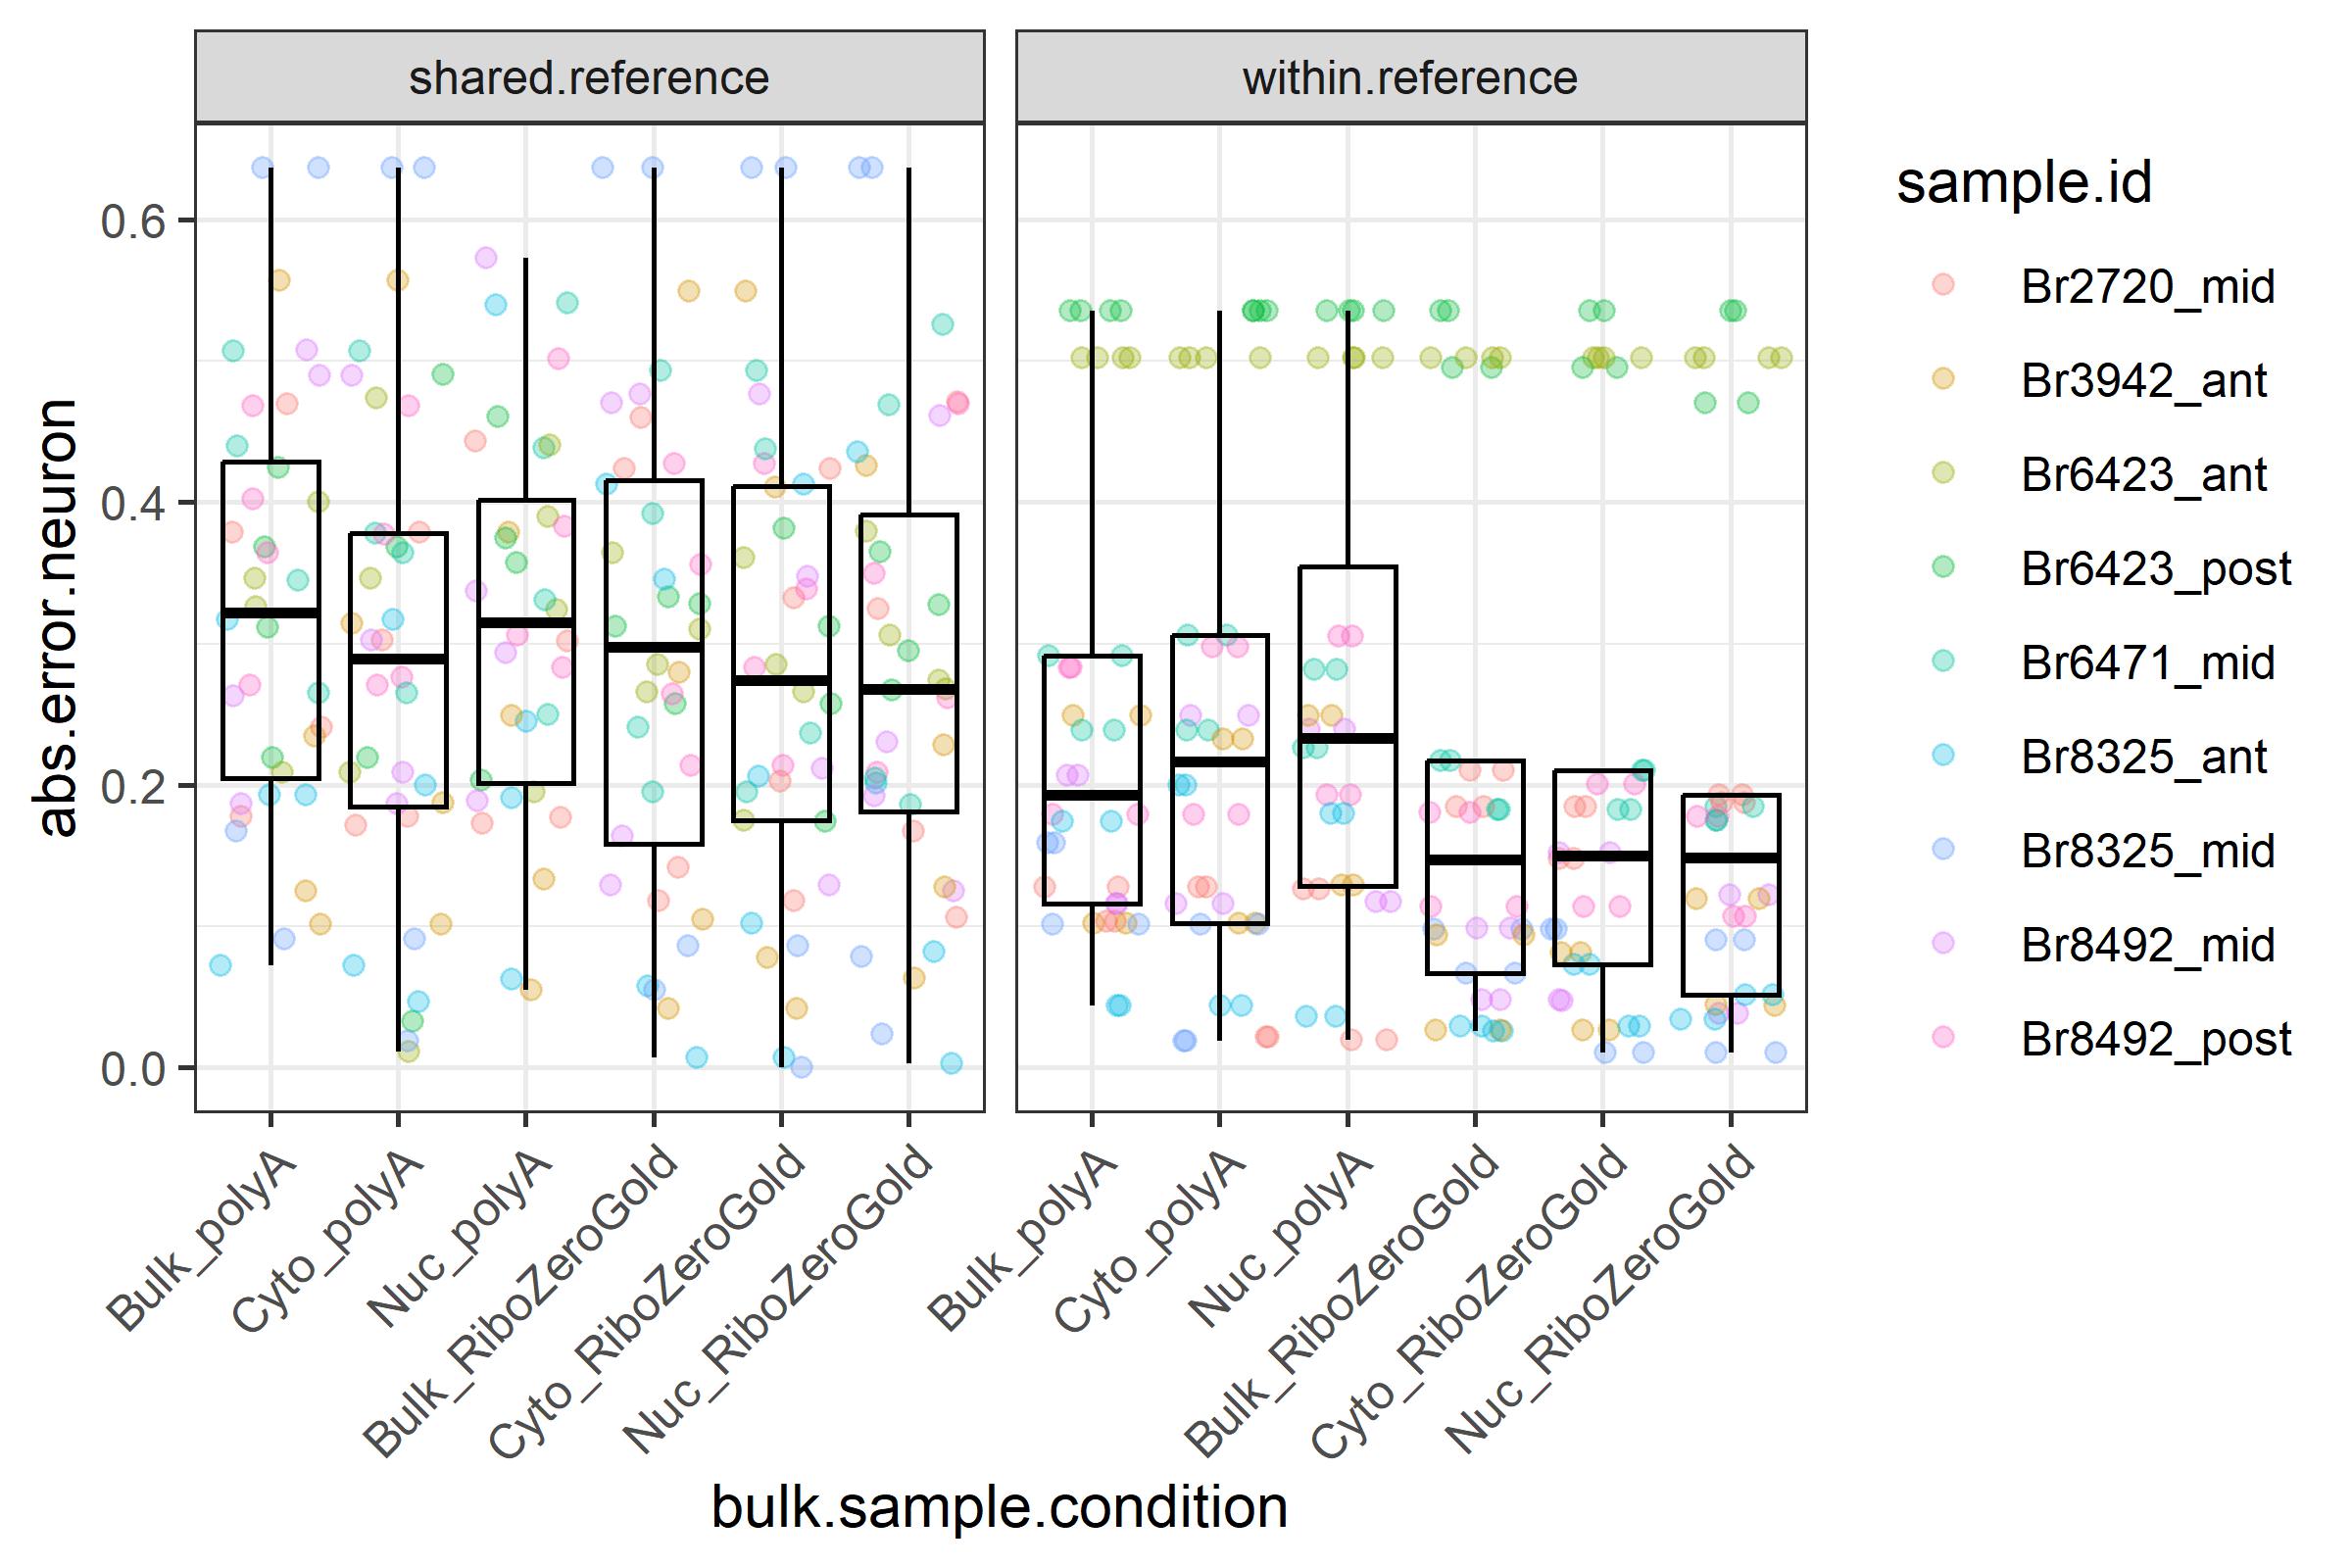 shared.reference
within.reference
abs.error.neuron
0.6
0.4
0.2
0.0
Bulk_polyA
Cyto_polyA
Nuc_polyA
Bulk_RiboZeroGold
Cyto_RiboZeroGold
Nuc_RiboZeroGold
Bulk_polyA
Cyto_polyA
Nuc_polyA
Bulk_RiboZeroGold
Cyto_RiboZeroGold
Nuc_RiboZeroGold
bulk.sample.condition
sample.id
Br2720_mid
Br3942_ant
Br6423_ant
Br6423_post
Br6471_mid
Br8325_ant
Br8325_mid
Br8492_mid
Br8492_post